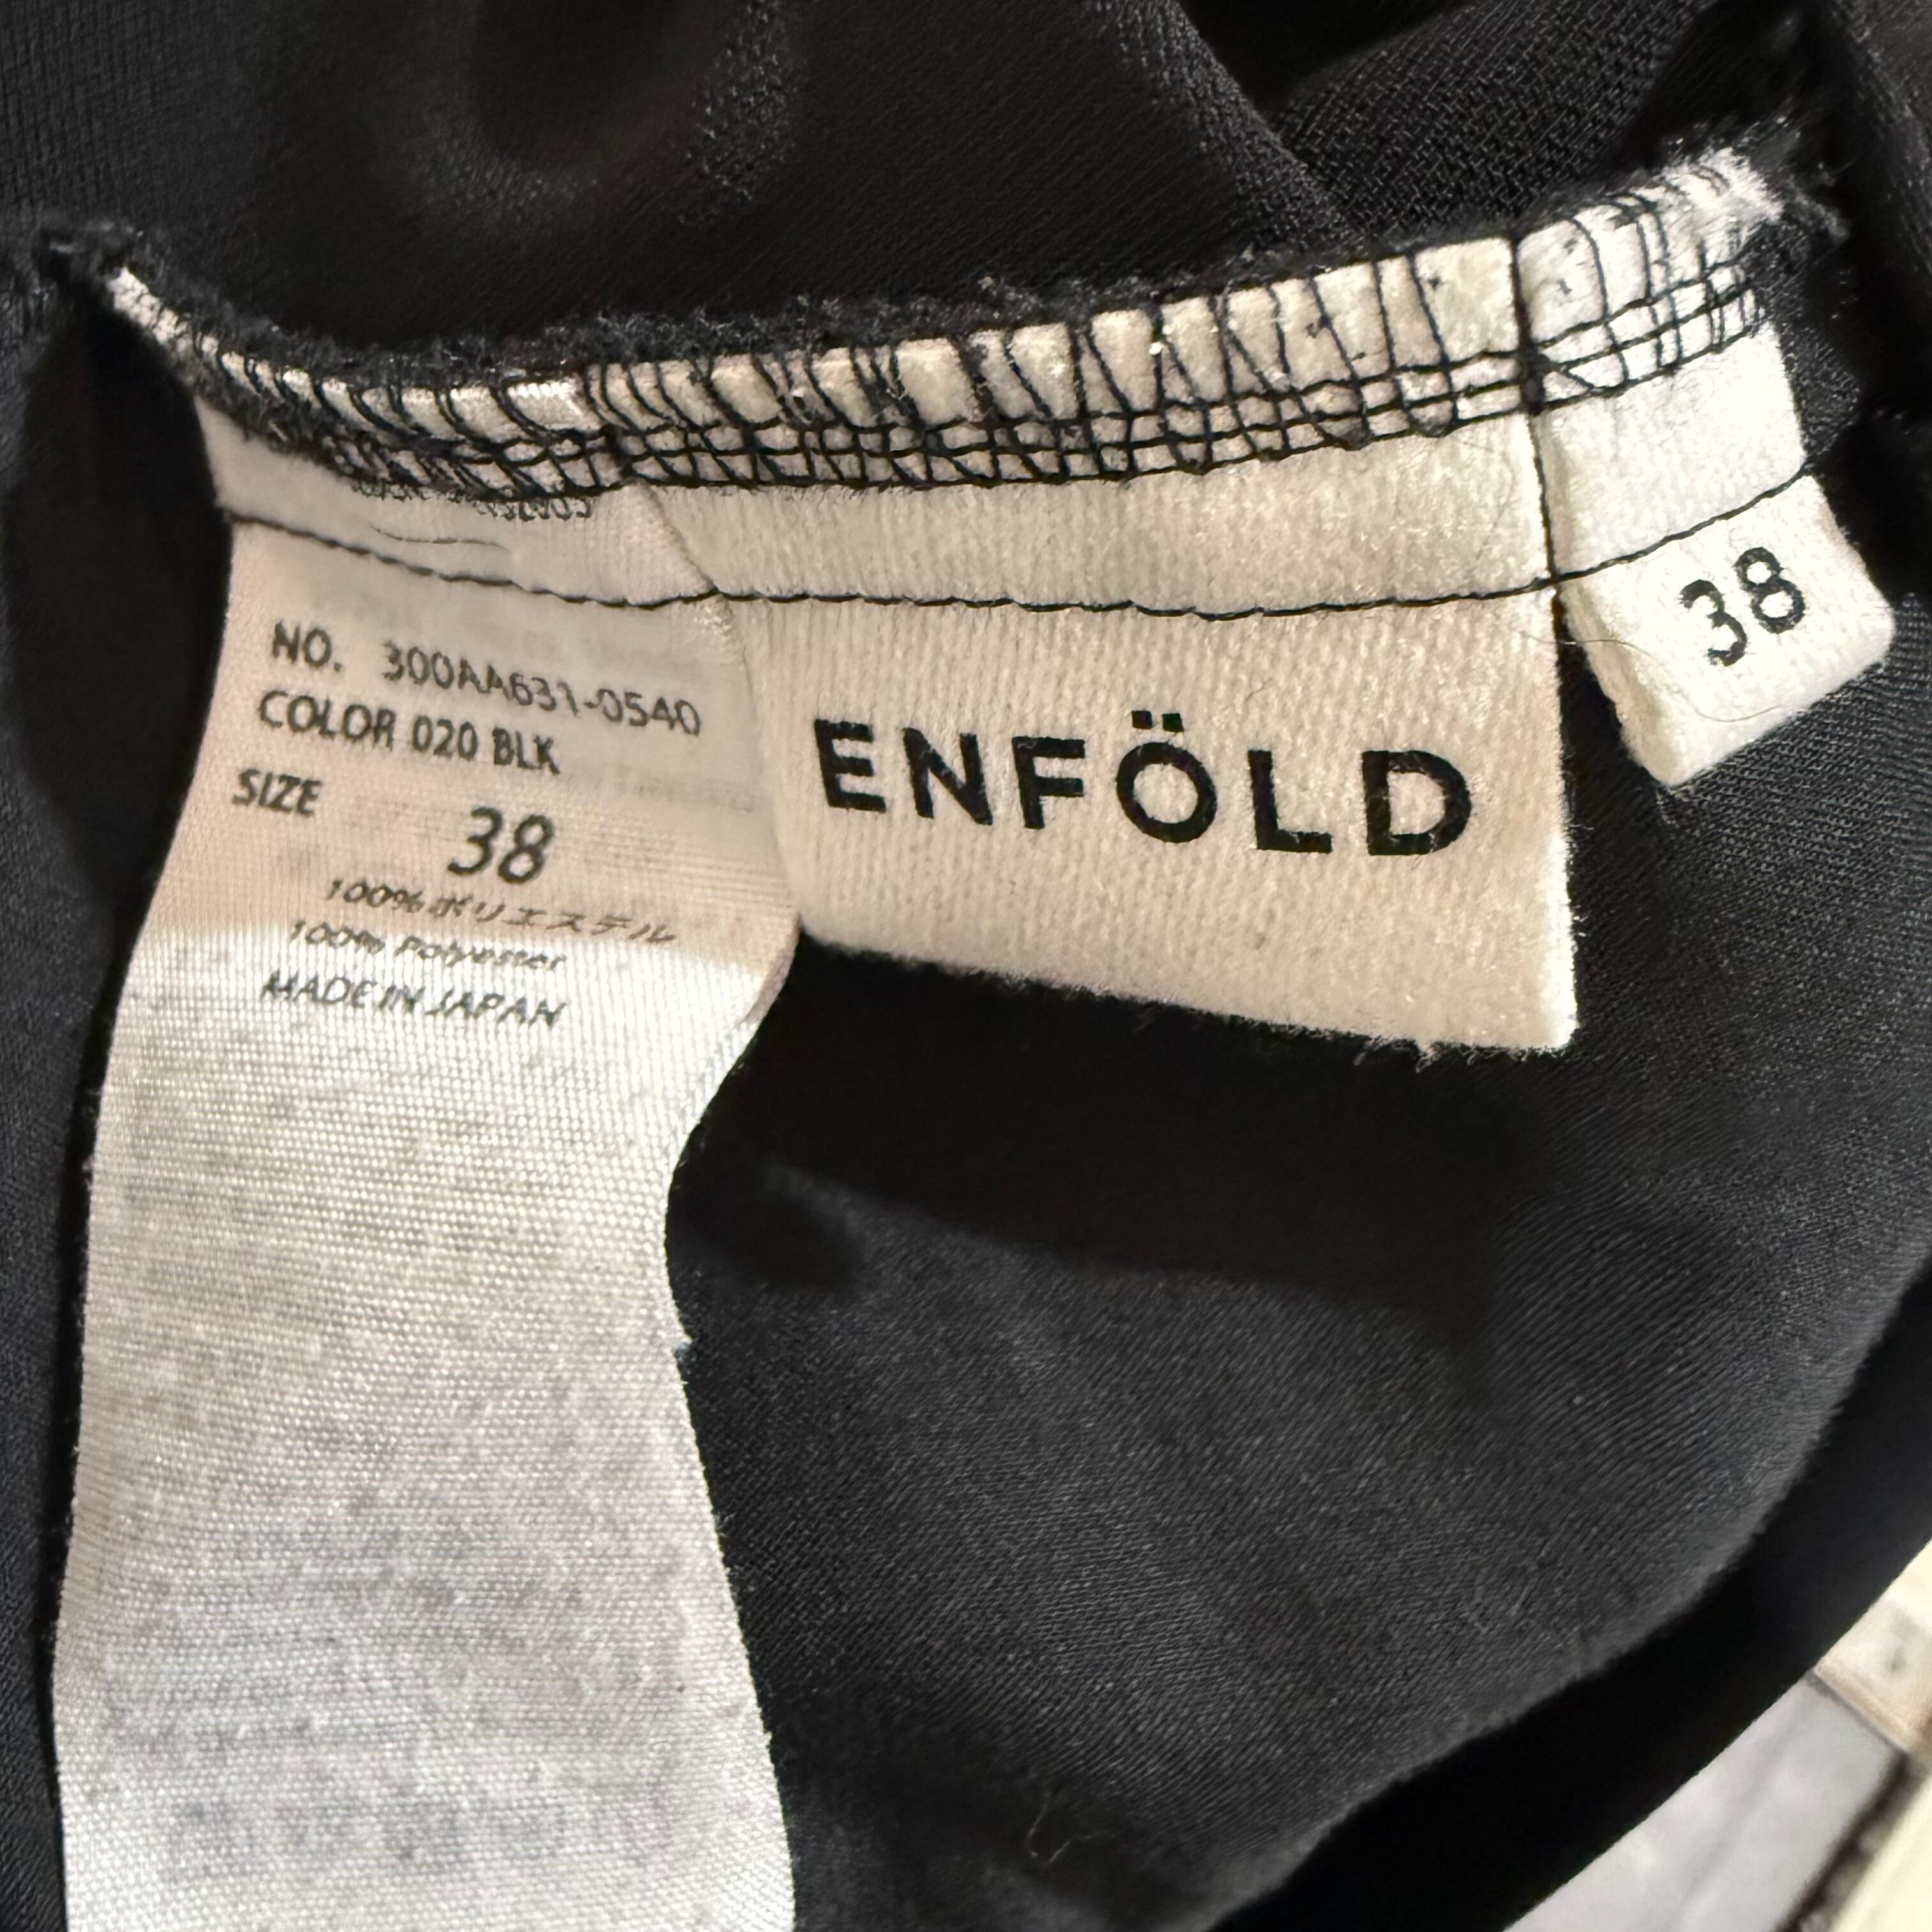 NO. 300AA631-0540
COLOR 020 BLK
SIZE 38
100% ポリエステル
100% Polyester
MADE IN JAPAN
ENFÖLD
38